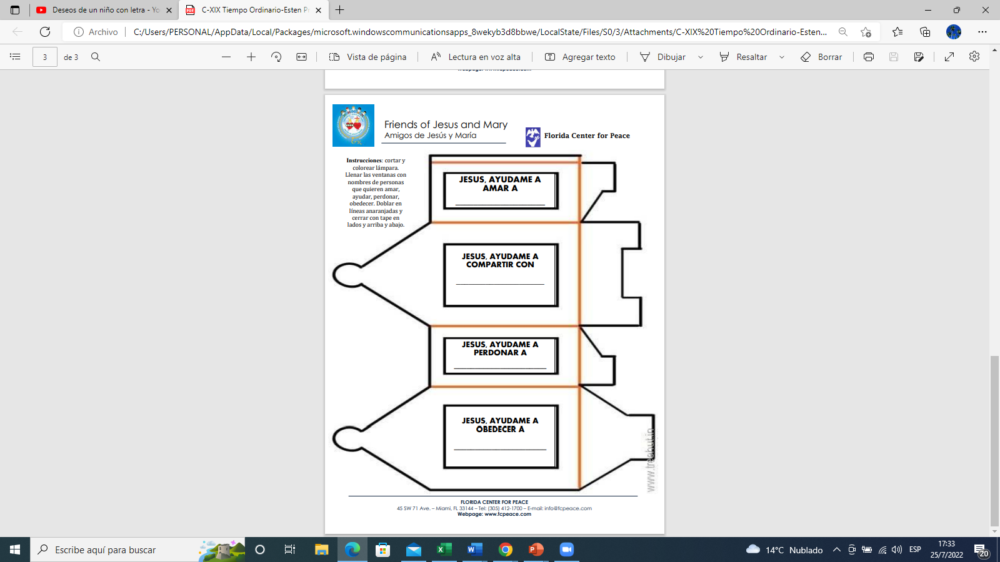 Deseos de un niño con letra - Yo
C-XIX Tiempo Ordinario-Esten Pr
Archivo
C:/Users/PERSONAL/AppData/Local/Packages/microsoft.windowscommunicationsapps_8wekyb3d8bbwe/LocalState/Files/S0/3/Attachments/C-XIX%20Tiempo%20Ordinario-Esten...
3 de 3
Vista de página
Lectura en voz alta
Agregar texto
Dibujar
Resaltar
Borrar
Friends of Jesus and Mary
Amigos de Jesús y María
Florida Center for Peace
Instrucciones: cortar y
colorear lámpara.
Llenar las ventanas con
nombres de personas
que quieren amar,
ayudar, perdonar,
obedecer. Doblar en
líneas anaranjadas y
cerrar con tape en
lados y arriba y abajo.
JESUS, AYUDAME A
AMAR A
JESUS, AYUDAME A
COMPARTIR CON
JESUS, AYUDAME A
PERDONAR A
JESUS, AYUDAME A
OBEDECER A
www.treehut.in
FLORIDA CENTER FOR PEACE
45 SW 71 Ave. – Miami, FL 33144 – Tel: (305) 412-1700 – E-mail: info@fcpeace.com
Webpage: www.fcpeace.com
Escribe aquí para buscar
14°C Nublado
ESP
17:33
25/7/2022
20